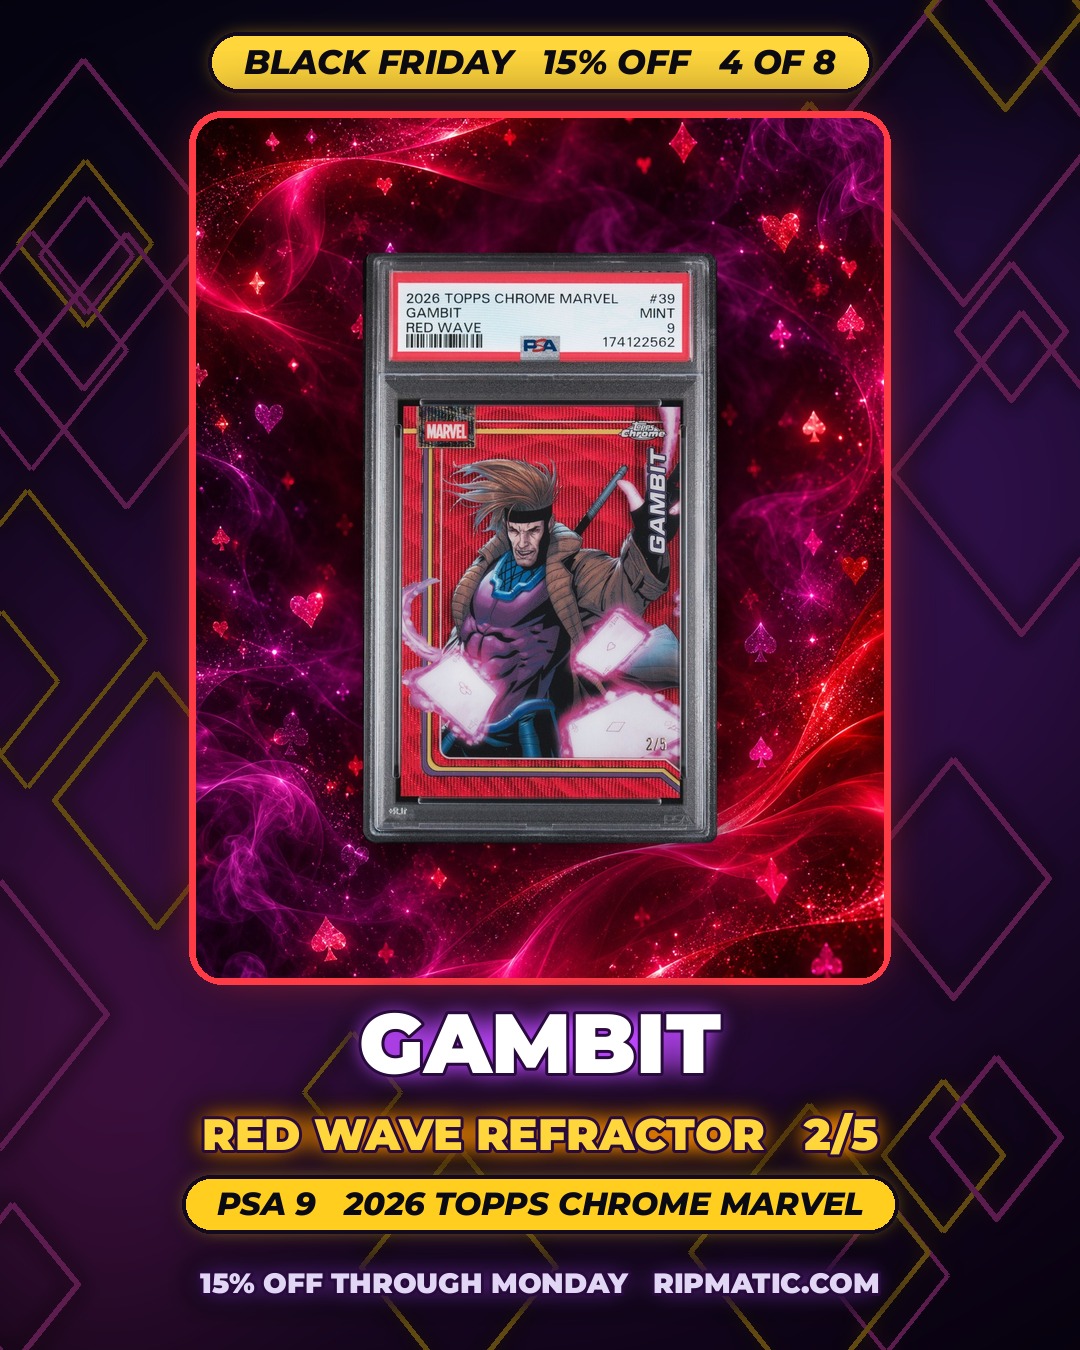 BLACK FRIDAY 15% OFF 4 OF 8
2026 TOPPS CHROME MARVEL #39
GAMBIT MINT
RED WAVE 9
PSA 174122562
MARVEL
Topps Chrome
GAMBIT
2/5
PSA
GAMBIT
RED WAVE REFRACTOR 2/5
PSA 9 2026 TOPPS CHROME MARVEL
15% OFF THROUGH MONDAY RIPMATIC.COM